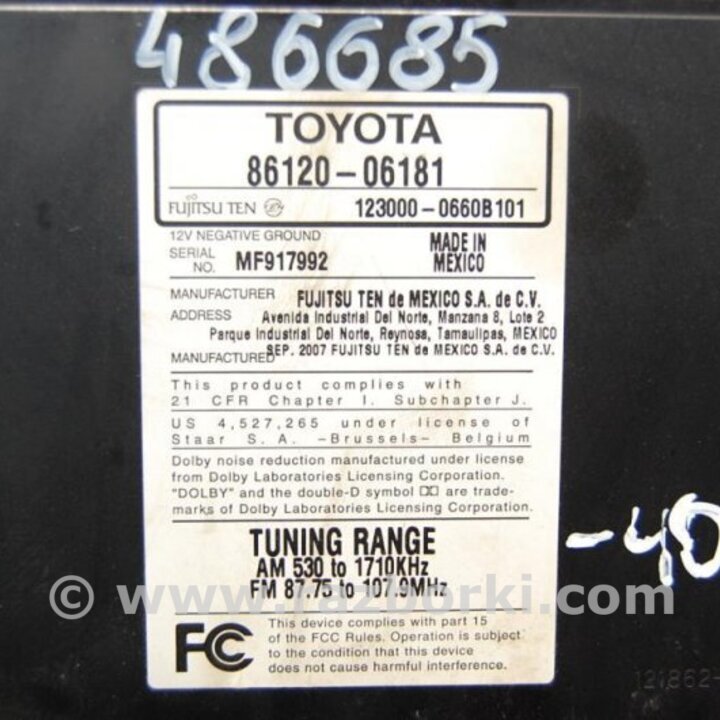 486685
TOYOTA
86120-06181
FUJITSU TEN 123000-0660B101
12V NEGATIVE GROUND
SERIAL NO. MF917992
MADE IN MEXICO
MANUFACTURER FUJITSU TEN de MEXICO S.A. de C.V.
ADDRESS Avenida Industrial Del Norte, Manzana 8, Lote 2
Parque Industrial Del Norte, Reynosa, Tamaulipas, MEXICO
MANUFACTURED SEP. 2007 FUJITSU TEN de MEXICO S.A. de C.V.
This product complies with
21 CFR Chapter I. Subchapter J.
US 4,527,265 under license of
Staar S.A. -Brussels- Belgium
Dolby noise reduction manufactured under license
from Dolby Laboratories Licensing Corporation.
"DOLBY" and the double-D symbol are trade-
marks of Dolby Laboratories Licensing Corporation.
TUNING RANGE
AM 530 to 1710KHz
FM 87.75 to 107.9MHz
-40
© www.razborki.com
FCC
This device complies with part 15
of the FCC Rules. Operation is subject
to the condition that this device
does not cause harmful interference.
121862-